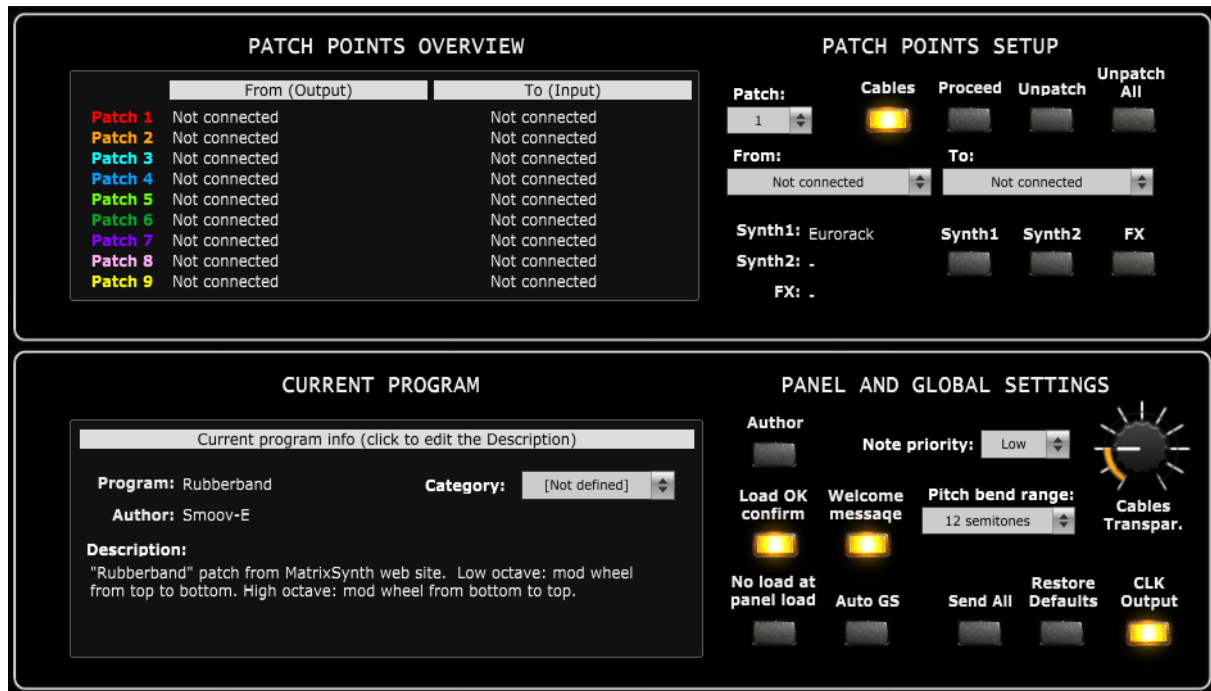 PATCH POINTS OVERVIEW
From (Output) To (Input)
Patch 1 Not connected Not connected
Patch 2 Not connected Not connected
Patch 3 Not connected Not connected
Patch 4 Not connected Not connected
Patch 5 Not connected Not connected
Patch 6 Not connected Not connected
Patch 7 Not connected Not connected
Patch 8 Not connected Not connected
Patch 9 Not connected Not connected
PATCH POINTS SETUP
Patch: Cables Proceed Unpatch Unpatch All
1
From: To:
Not connected Not connected
Synth1: Eurorack Synth1 Synth2 FX
Synth2: -
FX: -
CURRENT PROGRAM
Current program info (click to edit the Description)
Program: Rubberband Category: [Not defined]
Author: Smoov-E
Description:
"Rubberband" patch from MatrixSynth web site. Low octave: mod wheel
from top to bottom. High octave: mod wheel from bottom to top.
PANEL AND GLOBAL SETTINGS
Author
Note priority: Low
Load OK confirm
Welcome message
Pitch bend range:
12 semitones
Cables Transpar.
No load at panel load
Auto GS
Send All
Restore Defaults
CLK Output